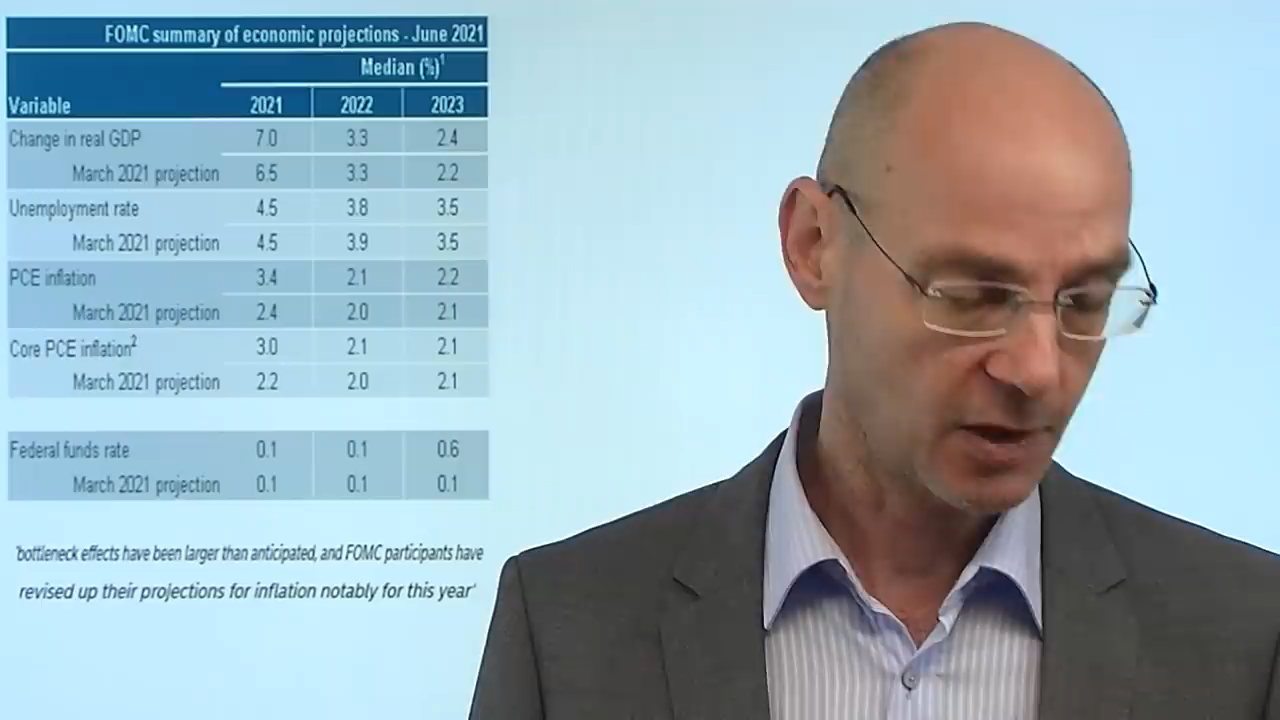 FOMC summary of economic projections - June 2021
Median (%)¹
Variable 2021 2022 2023
Change in real GDP 7.0 3.3 2.4
March 2021 projection 6.5 3.3 2.2
Unemployment rate 4.5 3.8 3.5
March 2021 projection 4.5 3.9 3.5
PCE inflation 3.4 2.1 2.2
March 2021 projection 2.4 2.0 2.1
Core PCE inflation² 3.0 2.1 2.1
March 2021 projection 2.2 2.0 2.1
Federal funds rate 0.1 0.1 0.6
March 2021 projection 0.1 0.1 0.1
'bottleneck effects have been larger than anticipated, and FOMC participants have
revised up their projections for inflation notably for this year'